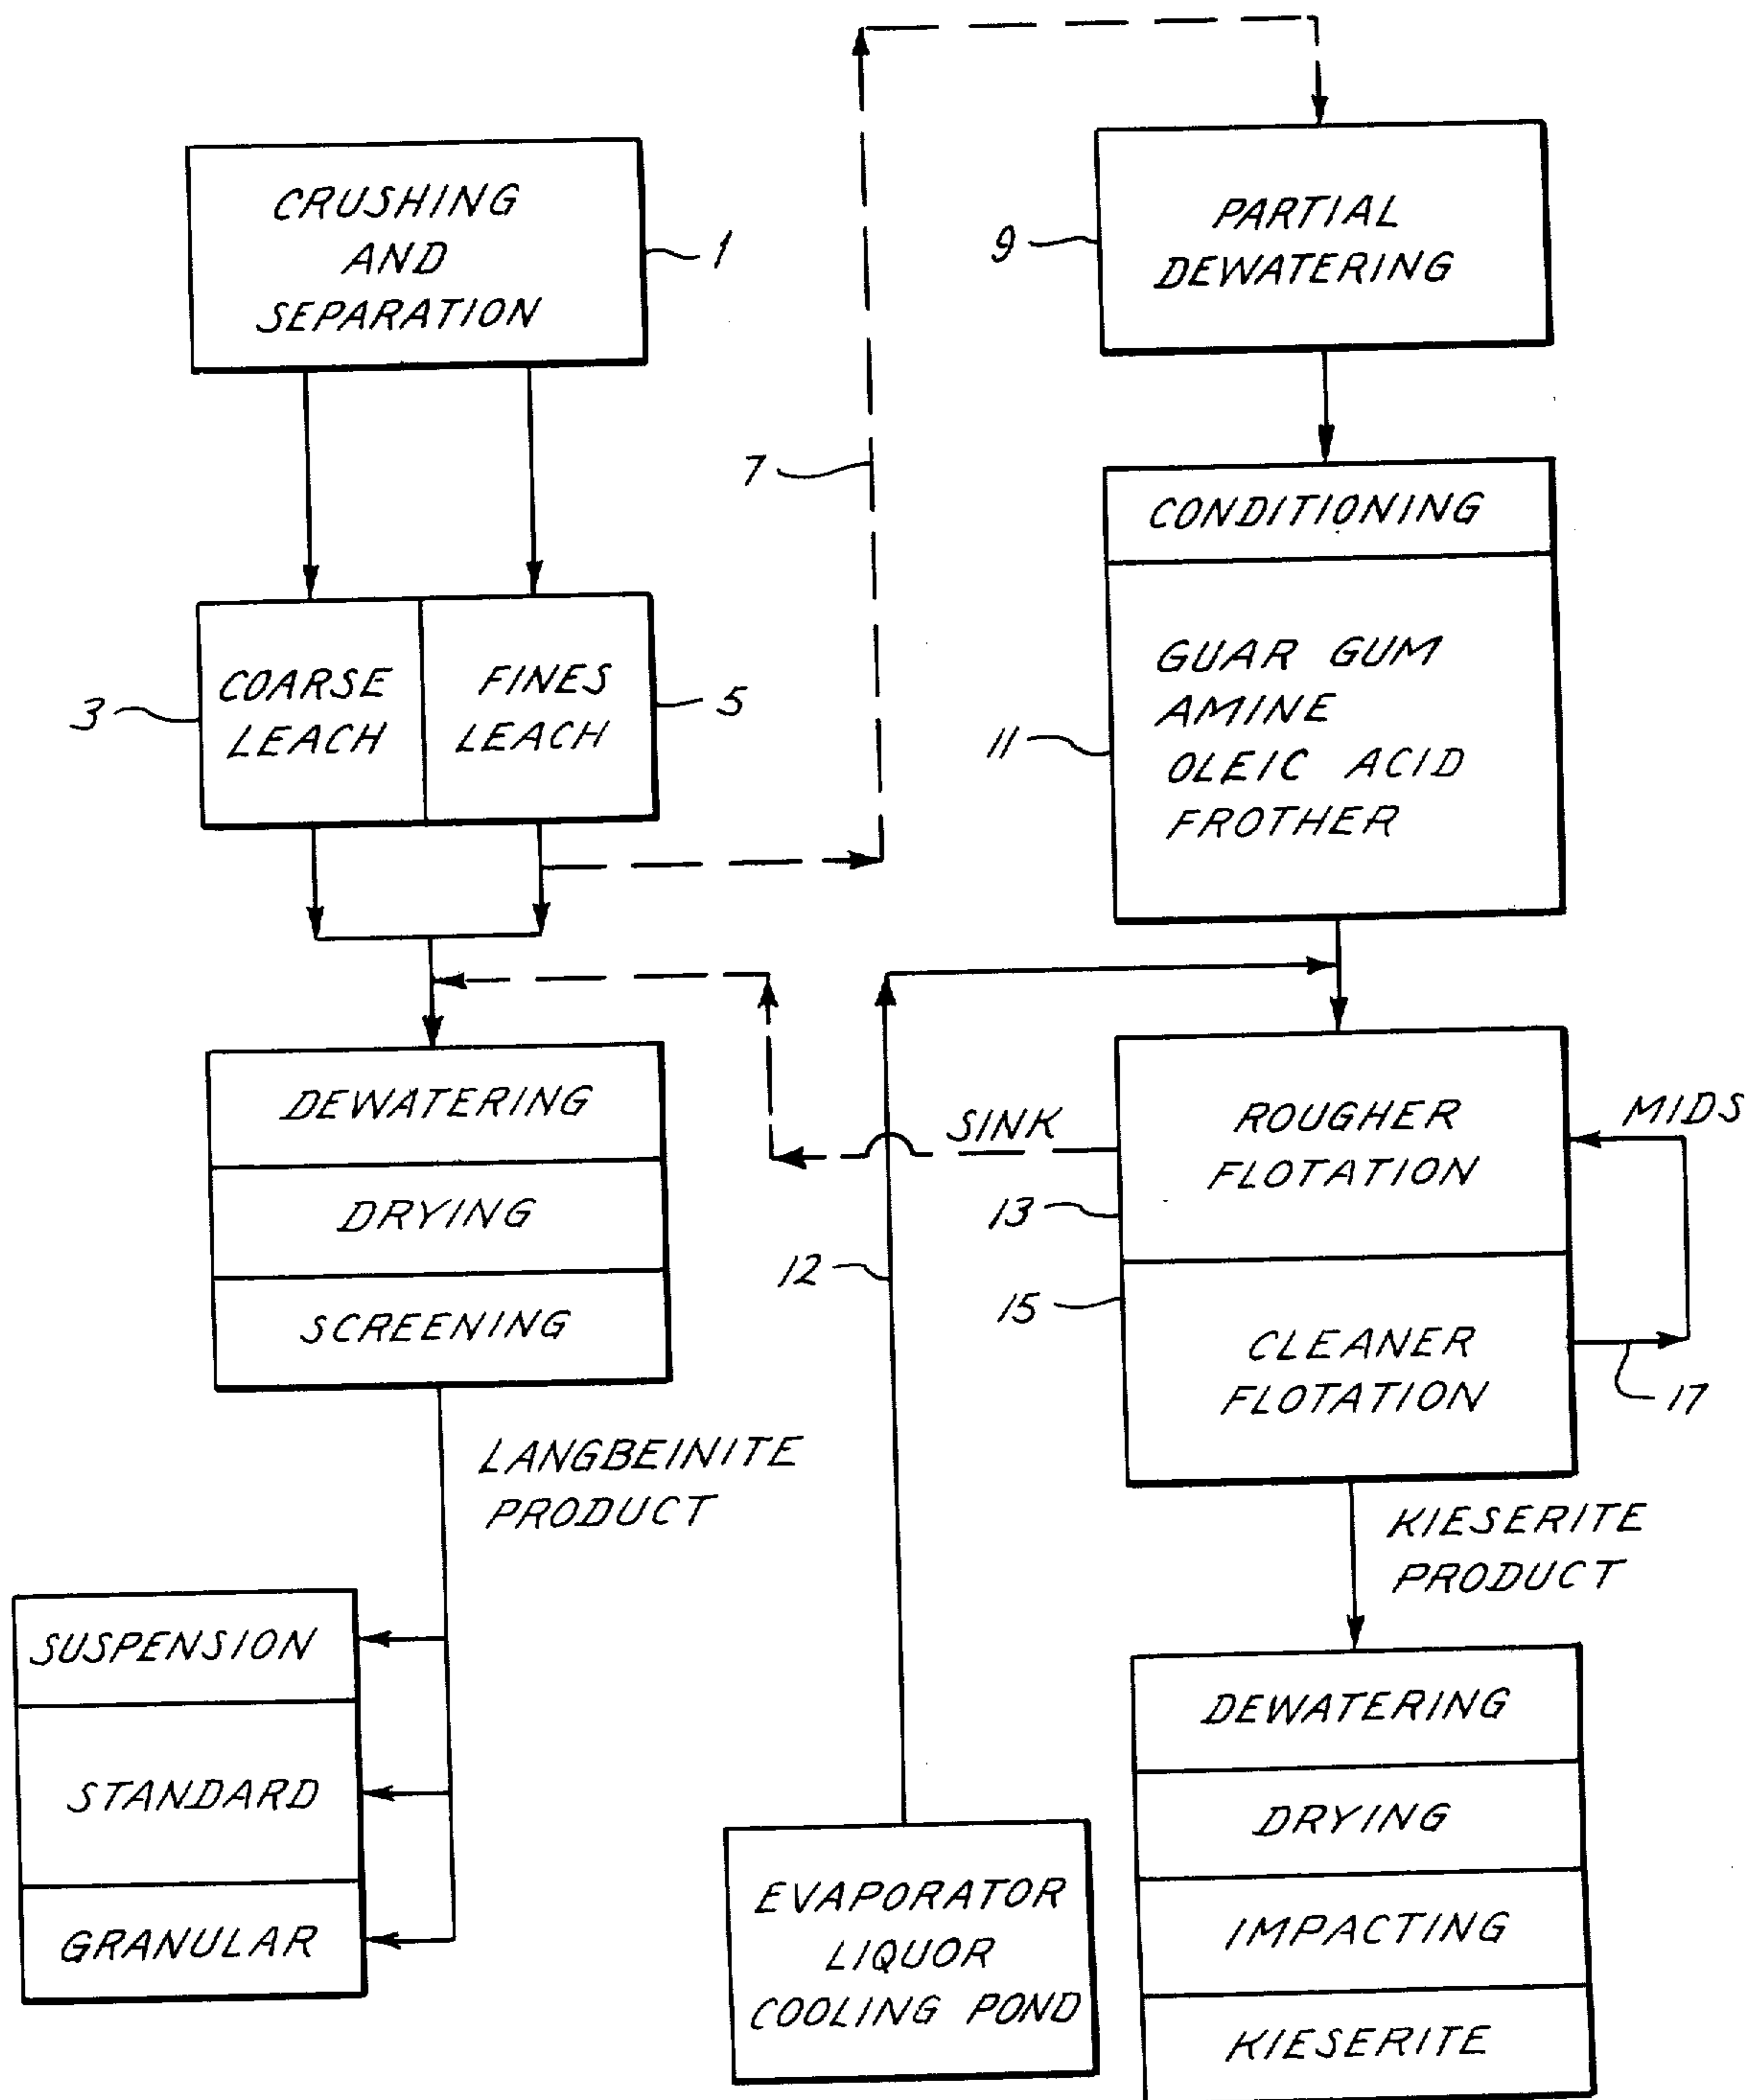 CRUSHING
AND
SEPARATION
1
COARSE
LEACH
3
FINES
LEACH
5
7
PARTIAL
DEWATERING
9
CONDITIONING
GUAR GUM
AMINE
OLEIC ACID
FROTHER
11
DEWATERING
DRYING
SCREENING
SINK
12
ROUGHER
FLOTATION
13
MIDS
CLEANER
FLOTATION
15
17
LANGBEINITE
PRODUCT
SUSPENSION
STANDARD
GRANULAR
EVAPORATOR
LIQUOR
COOLING POND
KIESERITE
PRODUCT
DEWATERING
DRYING
IMPACTING
KIESERITE